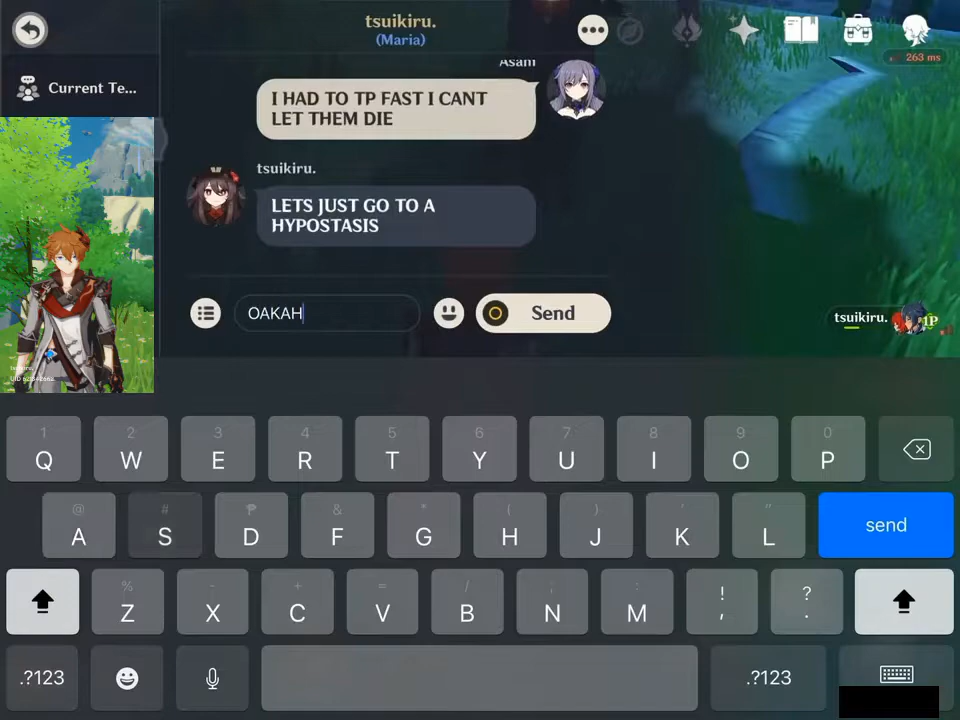 tsuikiru.
(Maria)
263 ms
Current Te...
Asami
I HAD TO TP FAST I CANT
LET THEM DIE
tsuikiru.
LETS JUST GO TO A
HYPOSTASIS
OAKAH
Send
tsuikiru.
1P
1 2 3 4 5 6 7 8 9 0
Q W E R T Y U I O P
@ # ₱ & * ( ) ' "
A S D F G H J K L send
% - + = / ; : ! ?
Z X C V B N M , .
.?123 .?123